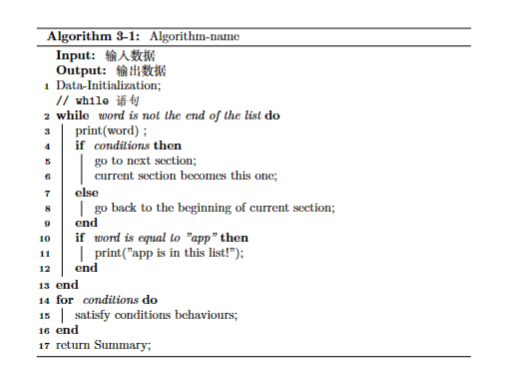 Algorithm 3-1: Algorithm-name
Input: 输入数据
Output: 输出数据
1 Data-Initialization;
// while 语句
2 while word is not the end of the list do
3 print(word) ;
4 if conditions then
5 go to next section;
6 current section becomes this one;
7 else
8 go back to the beginning of current section;
9 end
10 if word is equal to ”app” then
11 print(”app is in this list!”);
12 end
13 end
14 for conditions do
15 satisfy conditions behaviours;
16 end
17 return Summary;